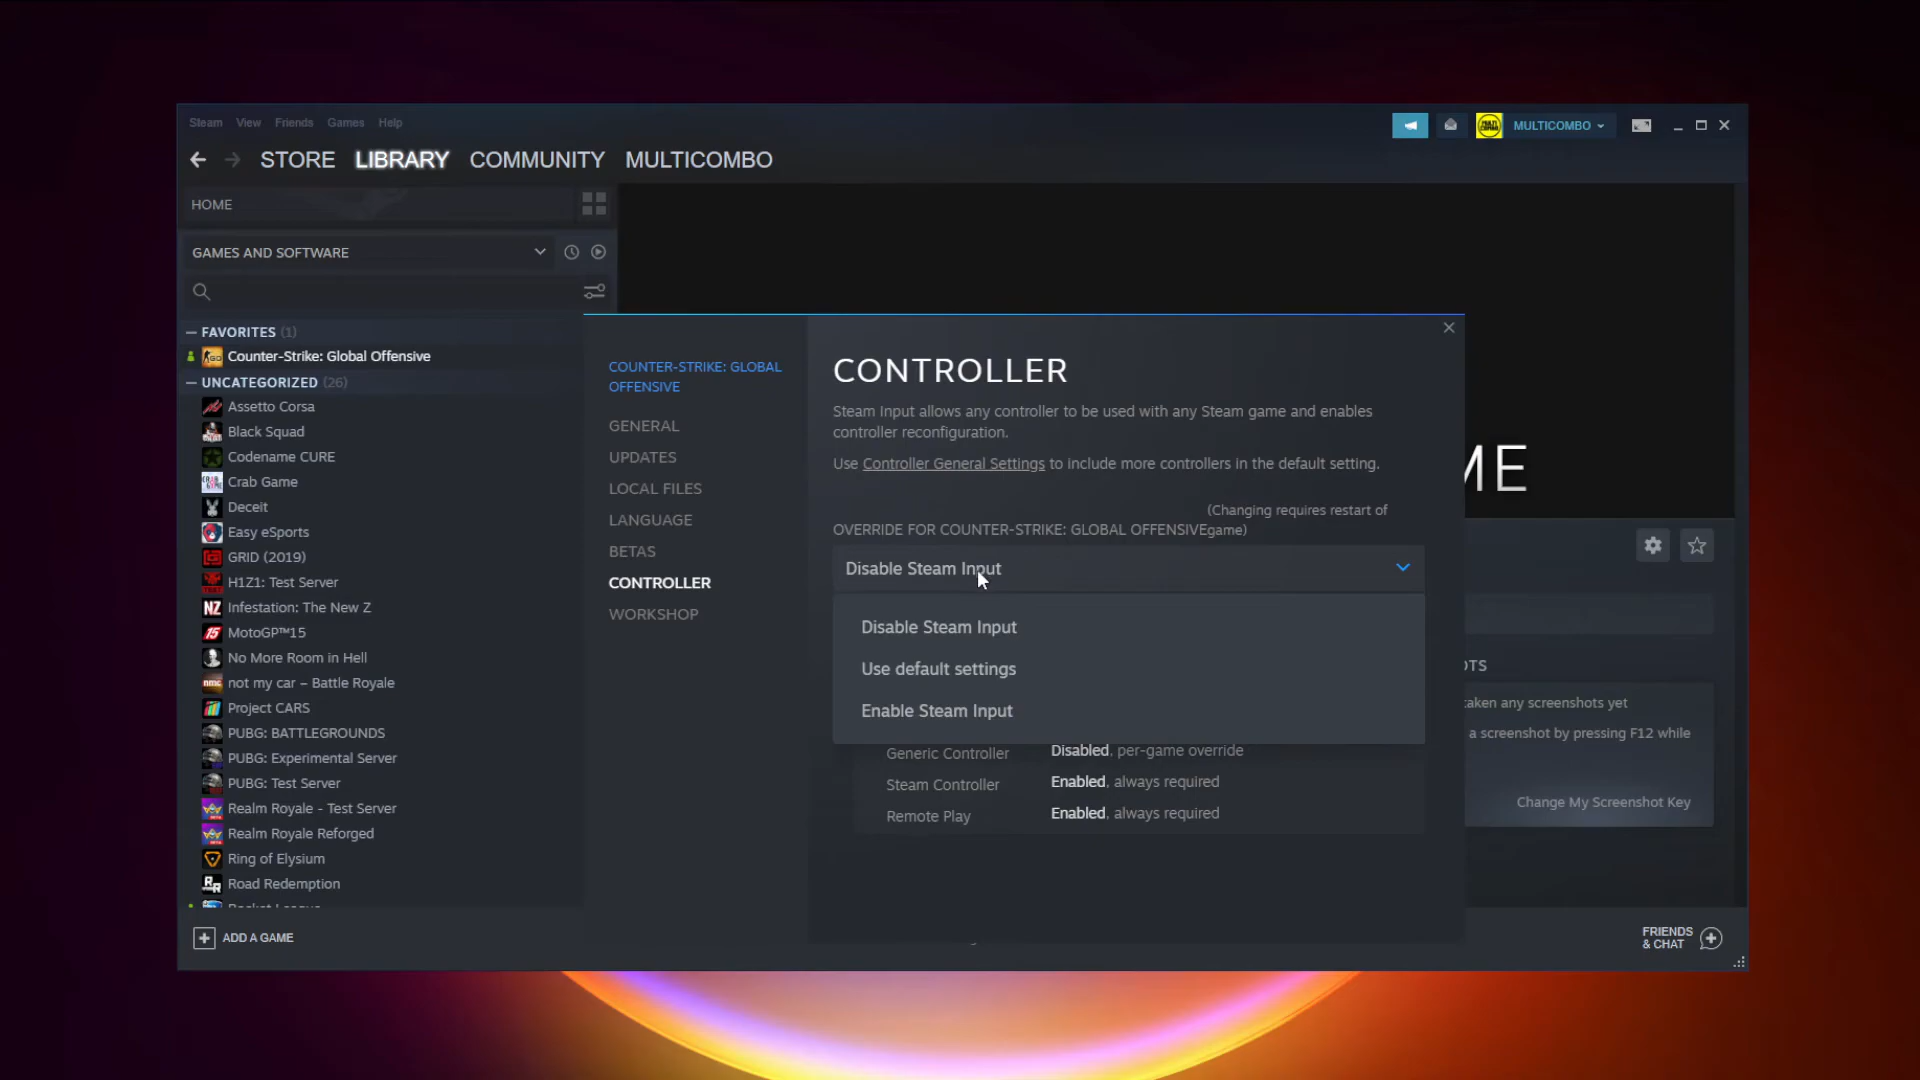 Steam View Friends Games Help
MULTICOMBO
STORE LIBRARY COMMUNITY MULTICOMBO
HOME
GAMES AND SOFTWARE
— FAVORITES (1)
Counter-Strike: Global Offensive
— UNCATEGORIZED (26)
Assetto Corsa
Black Squad
Codename CURE
Crab Game
Deceit
Easy eSports
GRID (2019)
H1Z1: Test Server
Infestation: The New Z
MotoGP™15
No More Room in Hell
not my car – Battle Royale
Project CARS
PUBG: BATTLEGROUNDS
PUBG: Experimental Server
PUBG: Test Server
Realm Royale - Test Server
Realm Royale Reforged
Ring of Elysium
Road Redemption
ADD A GAME
COUNTER-STRIKE: GLOBAL
OFFENSIVE
GENERAL
UPDATES
LOCAL FILES
LANGUAGE
BETAS
CONTROLLER
WORKSHOP
CONTROLLER
Steam Input allows any controller to be used with any Steam game and enables
controller reconfiguration.
Use Controller General Settings to include more controllers in the default setting.
(Changing requires restart of
OVERRIDE FOR COUNTER-STRIKE: GLOBAL OFFENSIVEgame)
Disable Steam Input
Disable Steam Input
Use default settings
Enable Steam Input
Generic Controller Disabled, per-game override
Steam Controller Enabled, always required
Remote Play Enabled, always required
ME
OTS
taken any screenshots yet
a screenshot by pressing F12 while
Change My Screenshot Key
FRIENDS
& CHAT